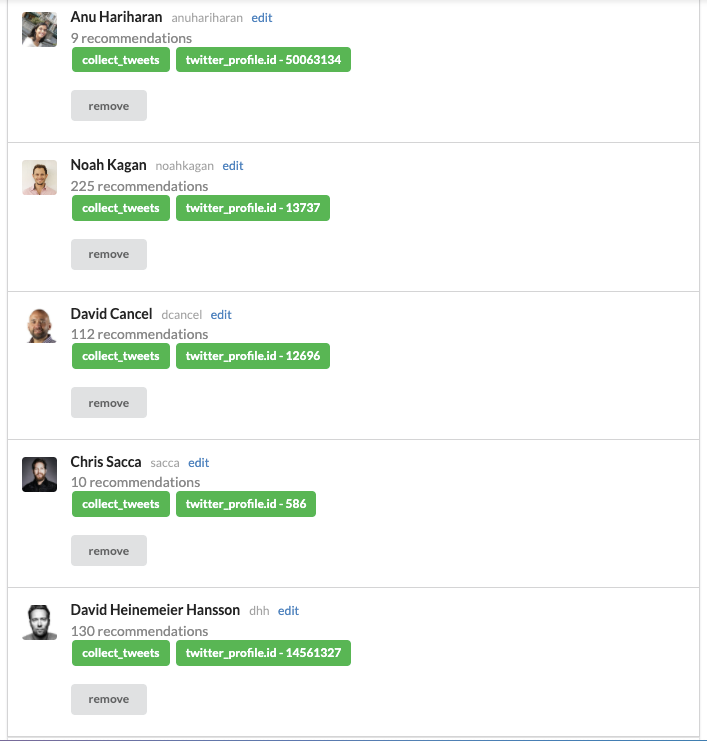 Anu Hariharan anuhariharan edit
9 recommendations
collect_tweets twitter_profile.id - 50063134
remove
Noah Kagan noahkagan edit
225 recommendations
collect_tweets twitter_profile.id - 13737
remove
David Cancel dcancel edit
112 recommendations
collect_tweets twitter_profile.id - 12696
remove
Chris Sacca sacca edit
10 recommendations
collect_tweets twitter_profile.id - 586
remove
David Heinemeier Hansson dhh edit
130 recommendations
collect_tweets twitter_profile.id - 14561327
remove